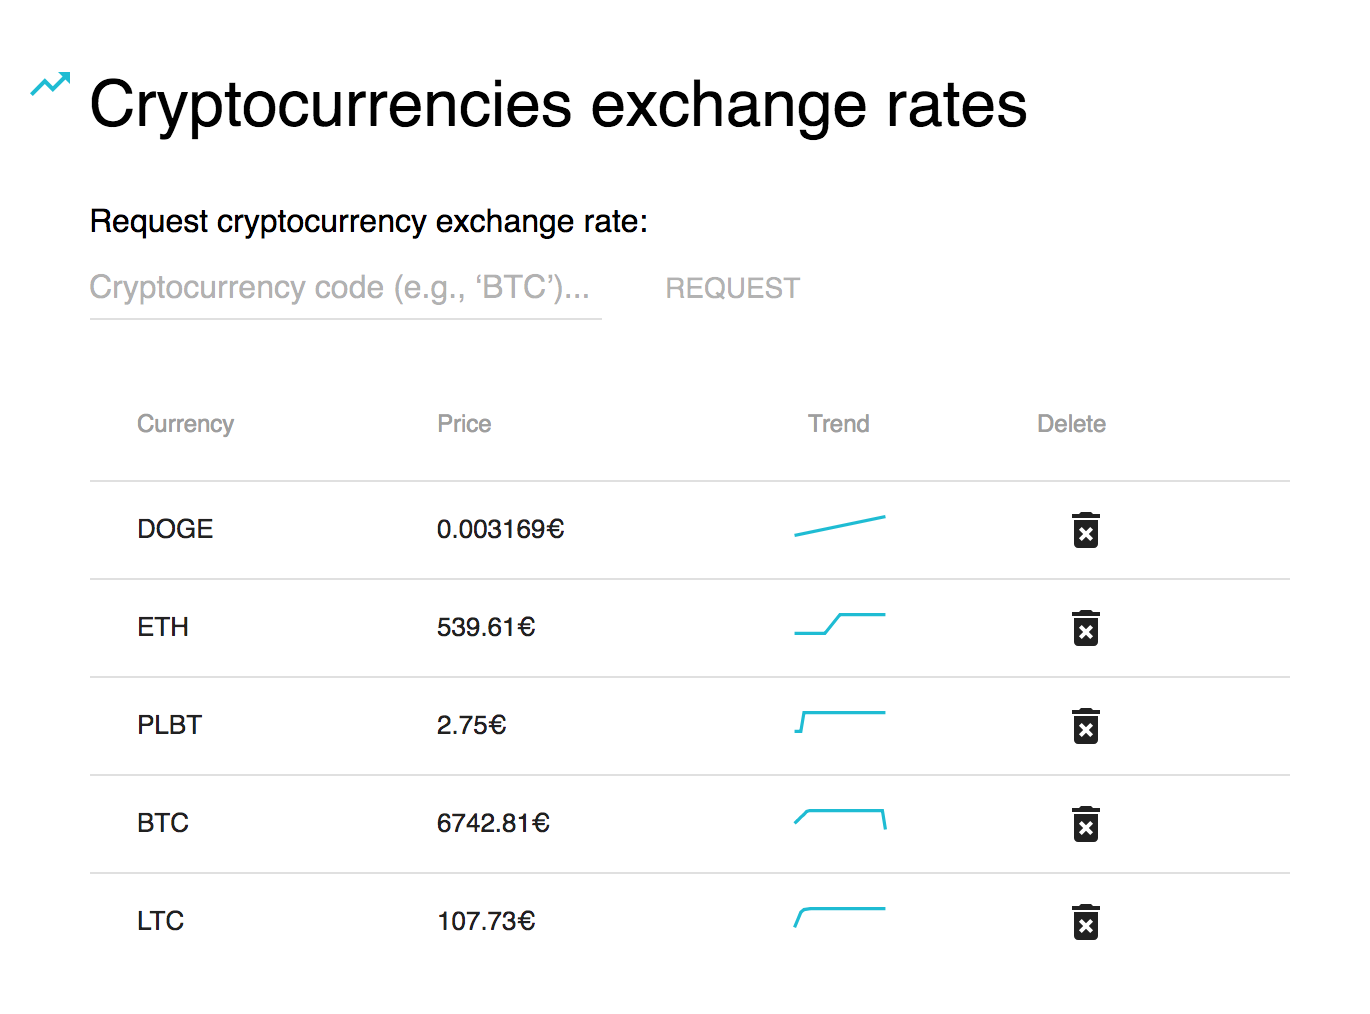 Cryptocurrencies exchange rates
Request cryptocurrency exchange rate:
Cryptocurrency code (e.g., ‘BTC’)... REQUEST
Currency Price Trend Delete
DOGE 0.003169€
ETH 539.61€
PLBT 2.75€
BTC 6742.81€
LTC 107.73€